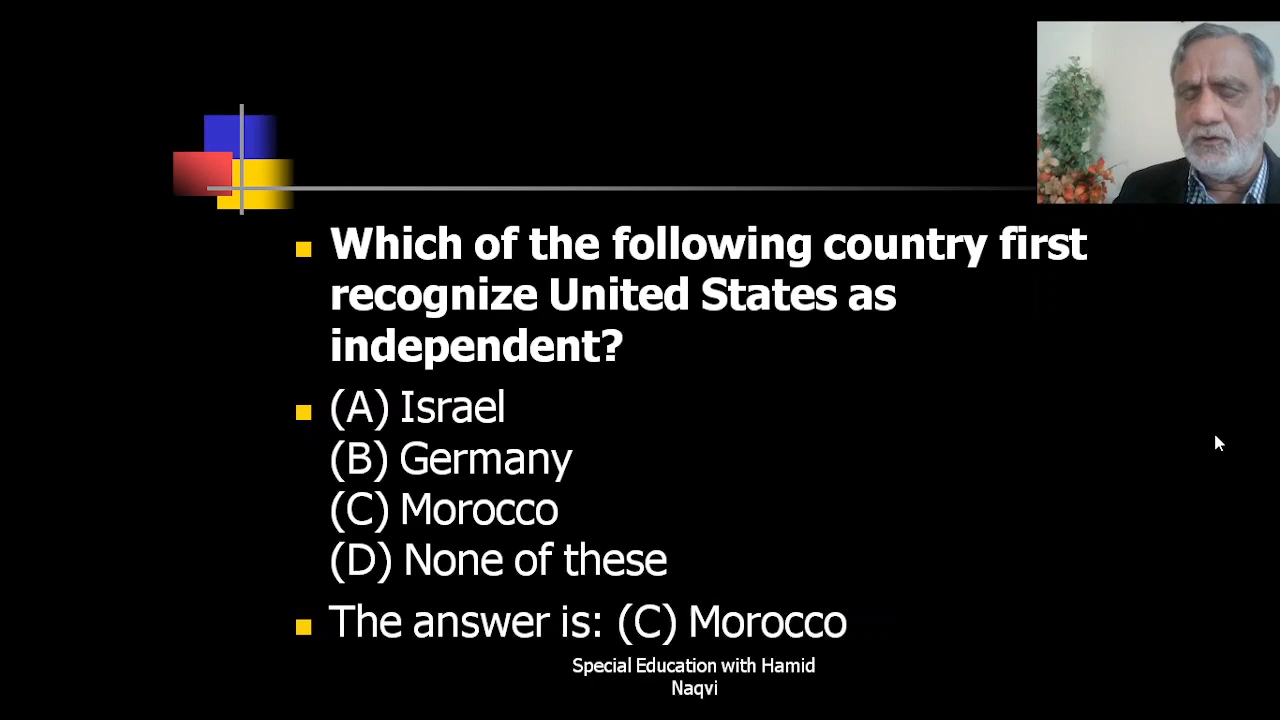 Which of the following country first
recognize United States as
independent?
(A) Israel
(B) Germany
(C) Morocco
(D) None of these
The answer is: (C) Morocco
Special Education with Hamid
Naqvi